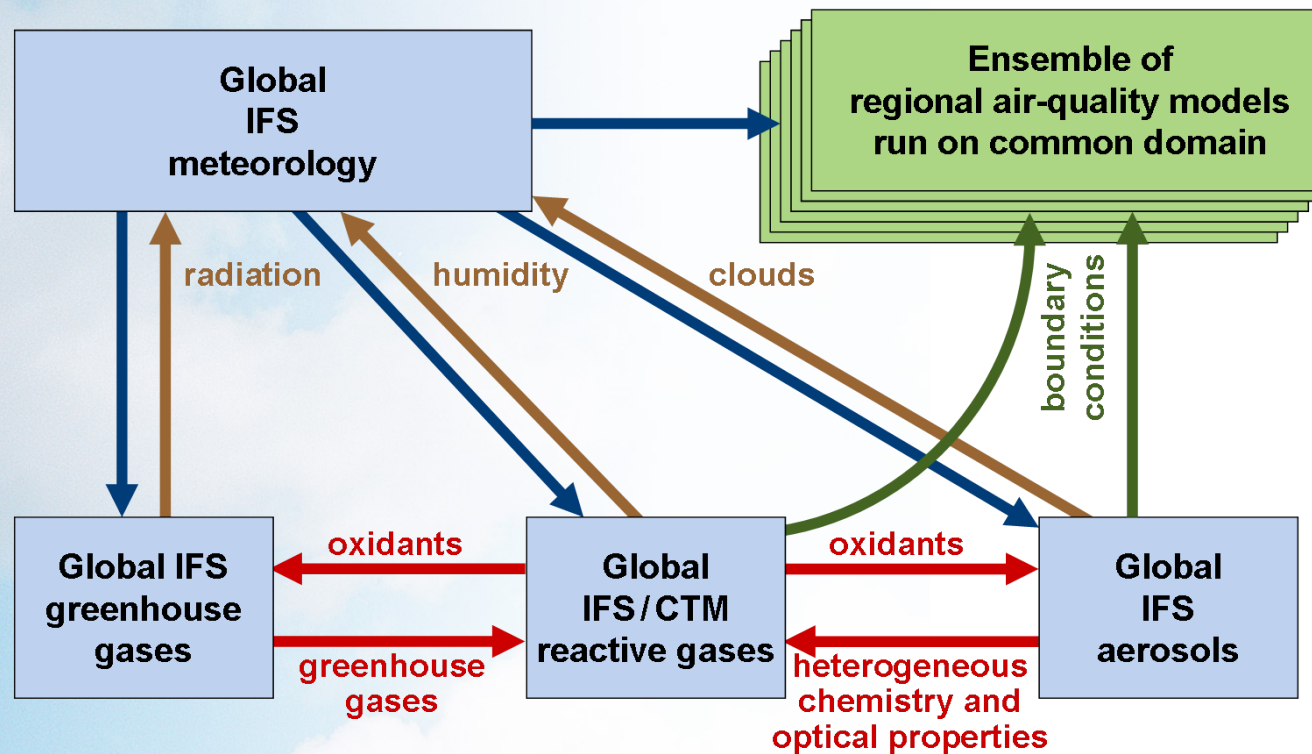 Global
IFS
meteorology
Ensemble of
regional air-quality models
run on common domain
radiation
humidity
clouds
boundary
conditions
oxidants
oxidants
Global IFS
greenhouse
gases
Global
IFS/CTM
reactive gases
Global
IFS
aerosols
greenhouse
gases
heterogeneous
chemistry and
optical properties